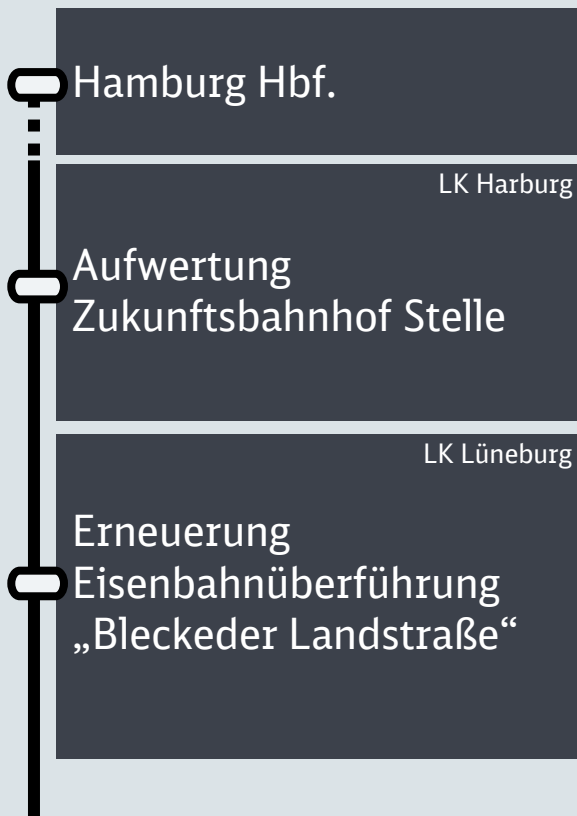 Hamburg Hbf.
LK Harburg
Aufwertung
Zukunftsbahnhof Stelle
LK Lüneburg
Erneuerung
Eisenbahnüberführung
„Bleckeder Landstraße“